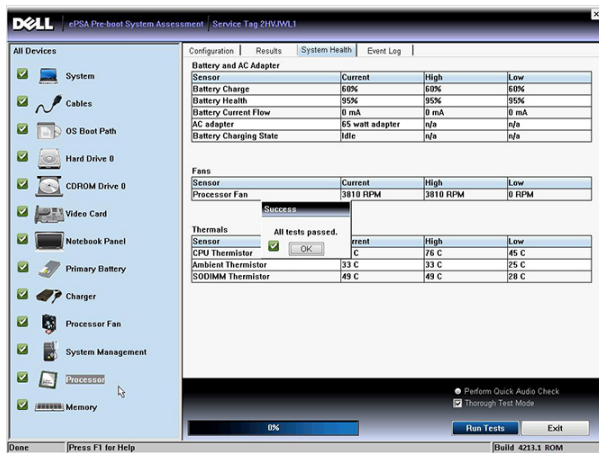 DELL ePSA Pre-boot System Assessment Service Tag 2HVJWL1
All Devices
System
Cables
OS Boot Path
Hard Drive 0
CDROM Drive 0
Video Card
Notebook Panel
Primary Battery
Charger
Processor Fan
System Management
Processor
Memory
Configuration Results System Health Event Log
Battery and AC Adapter
Sensor Current High Low
Battery Charge 60% 60% 60%
Battery Health 95% 95% 95%
Battery Current Flow 0 mA 0 mA 0 mA
AC adapter 65 watt adapter n/a n/a
Battery Charging State Idle n/a n/a
Fans
Sensor Current High Low
Processor Fan 3810 RPM 3810 RPM 0 RPM
Success
All tests passed.
OK
Thermals
Sensor rrent High Low
CPU Thermistor C 76 C 45 C
Ambient Thermistor 33 C 33 C 25 C
SODIMM Thermistor 49 C 49 C 28 C
Perform Quick Audio Check
Thorough Test Mode
0% Run Tests Exit
Done Press F1 for Help Build 4213.1 ROM